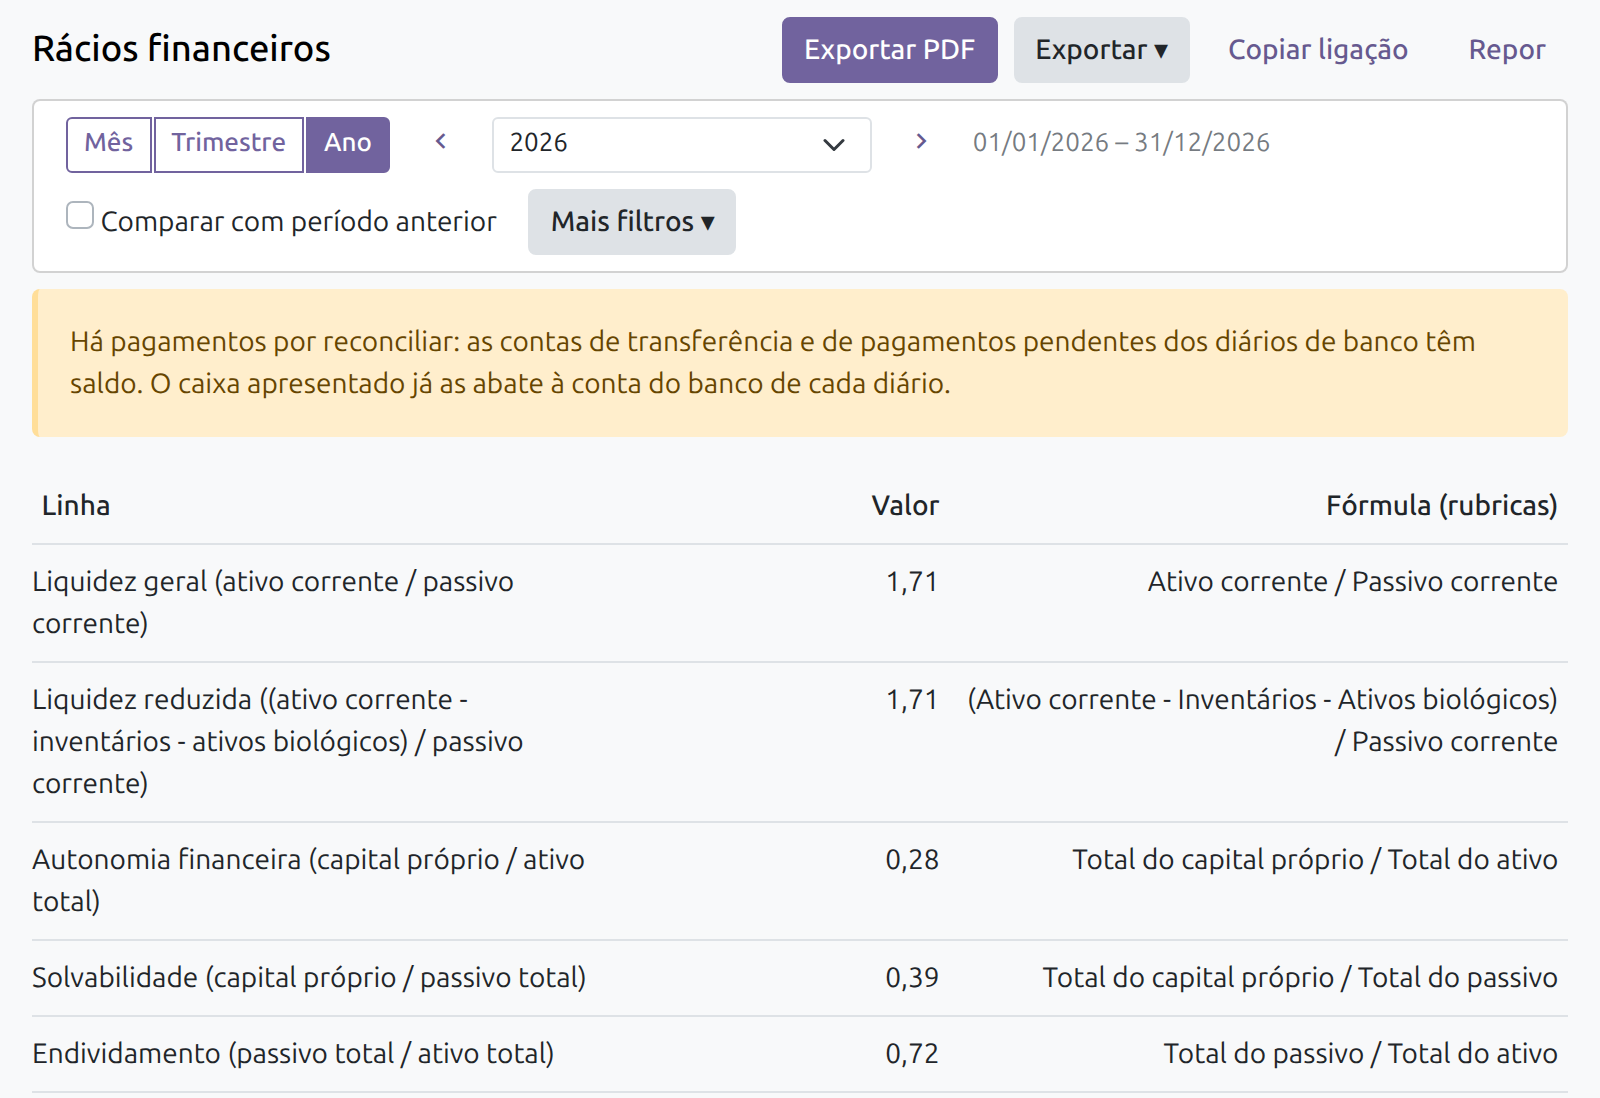 Rácios financeiros
Exportar PDF
Exportar ▾
Copiar ligação
Repor
Mês
Trimestre
Ano
2026
01/01/2026 – 31/12/2026
Comparar com período anterior
Mais filtros ▾
Há pagamentos por reconciliar: as contas de transferência e de pagamentos pendentes dos diários de banco têm
saldo. O caixa apresentado já as abate à conta do banco de cada diário.
Linha
Valor
Fórmula (rubricas)
Liquidez geral (ativo corrente / passivo
corrente)
1,71
Ativo corrente / Passivo corrente
Liquidez reduzida ((ativo corrente -
inventários - ativos biológicos) / passivo
corrente)
1,71
(Ativo corrente - Inventários - Ativos biológicos)
/ Passivo corrente
Autonomia financeira (capital próprio / ativo
total)
0,28
Total do capital próprio / Total do ativo
Solvabilidade (capital próprio / passivo total)
0,39
Total do capital próprio / Total do passivo
Endividamento (passivo total / ativo total)
0,72
Total do passivo / Total do ativo